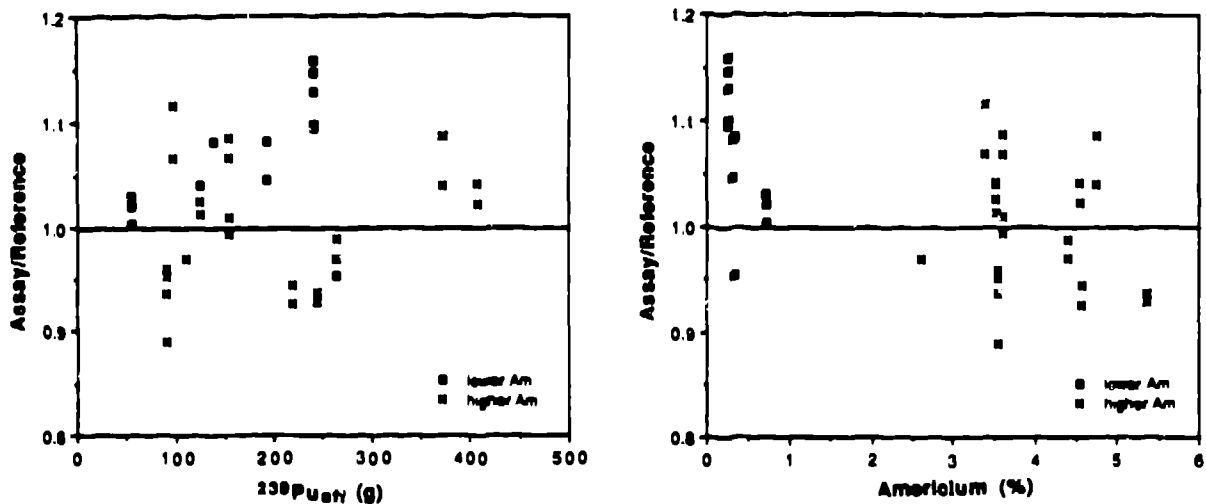 1.2
1.1
1.0
0.9
0.8
Assay/Reference
0 100 200 300 400 500
239Pueff (g)
lower Am
higher Am
1.2
1.1
1.0
0.9
0.8
Assay/Reference
0 1 2 3 4 5 6
Americium (%)
lower Am
higher Am